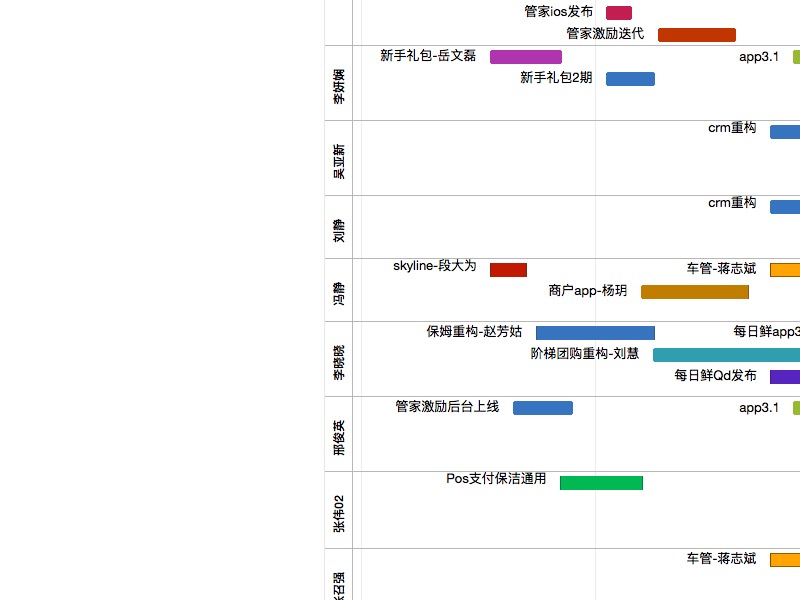 管家ios发布
管家激励迭代
李妍娴
新手礼包-岳文磊
app3.1
新手礼包2期
吴亚新
crm重构
刘静
crm重构
冯静
skyline-段大为
车管-蒋志斌
商户app-杨玥
李晓晓
保姆重构-赵芳姑
每日鲜app3
阶梯团购重构-刘慧
每日鲜Qd发布
邢俊英
管家激励后台上线
app3.1
张伟02
Pos支付保洁通用
召强
车管-蒋志斌